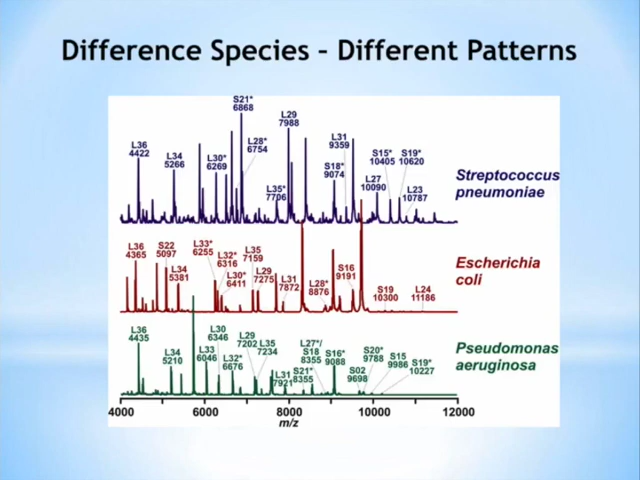 Difference Species – Different Patterns
S21*
6868
L29
7988
L36
4422
L34
5266
L30*
6269
L28*
6754
L35*
7706
L31
9359
S18*
9074
S15*
10405
S19*
10620
L27
10090
L23
10787
Streptococcus
pneumoniae
L36
4365
S22
5097
L34
5381
L33*
6255
L32*
6316
L30*
6411
L35
7159
L29
7275
L31
7872
L28*
8876
S16
9191
S19
10300
L24
11186
Escherichia
coli
L36
4435
L34
5210
L33
6046
L30
6346
L32*
6676
L29
7202
L35
7234
L31
7921
S21*
8355
L27*/
S18
8355
S16*
9088
S02
9698
S20*
9788
S15
9986
S19*
10227
Pseudomonas
aeruginosa
4000 6000 8000 10000 12000
m/z